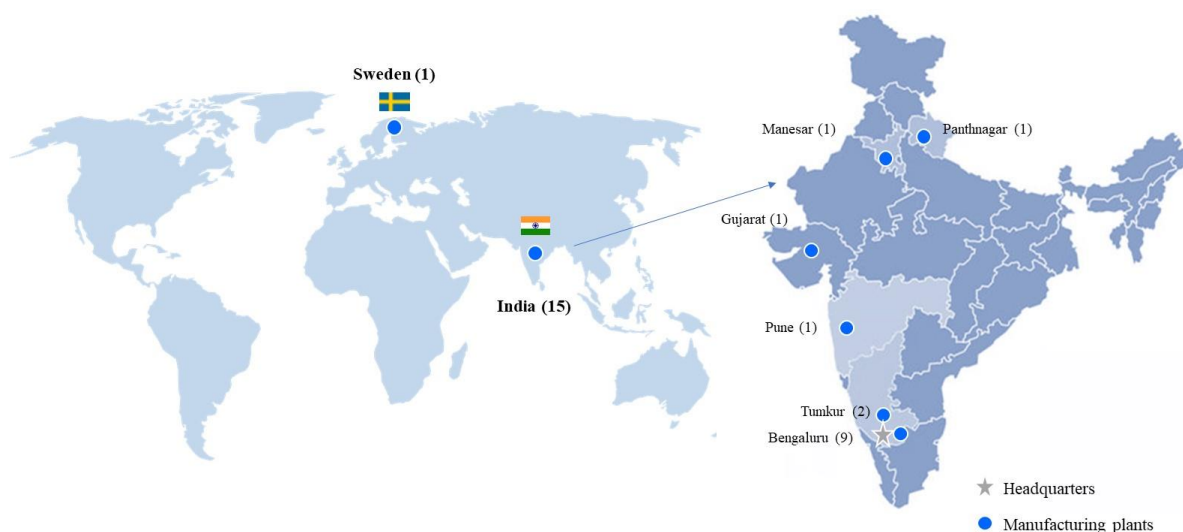 Sweden (1)
India (15)
Manesar (1)
Panthnagar (1)
Gujarat (1)
Pune (1)
Tumkur (2)
Bengaluru (9)
Headquarters
Manufacturing plants